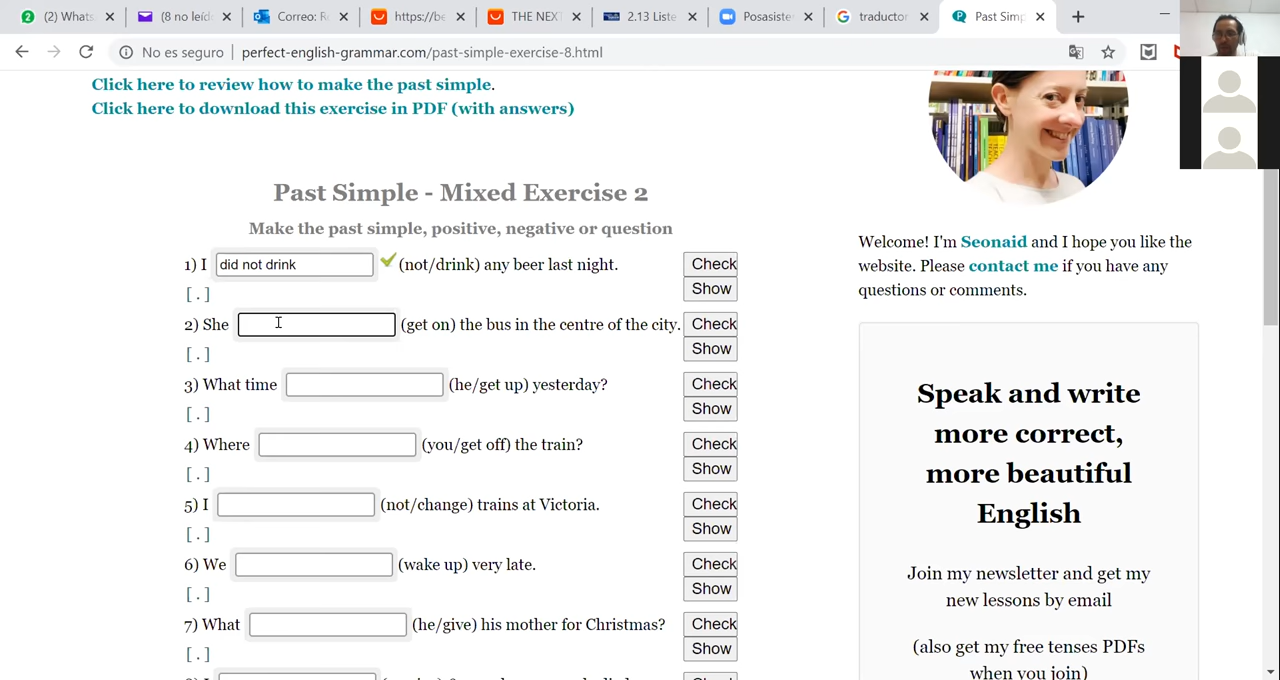 (2) Whats
(8 no leíd
Correo: R
https://be
THE NEX
2.13 Liste
Posasiste
traductor
Past Simp
No es seguro | perfect-english-grammar.com/past-simple-exercise-8.html
Click here to review how to make the past simple.
Click here to download this exercise in PDF (with answers)
Past Simple - Mixed Exercise 2
Make the past simple, positive, negative or question
1) I did not drink (not/drink) any beer last night. Check
[ . ] Show
2) She (get on) the bus in the centre of the city. Check
[ . ] Show
3) What time (he/get up) yesterday? Check
[ . ] Show
4) Where (you/get off) the train? Check
[ . ] Show
5) I (not/change) trains at Victoria. Check
[ . ] Show
6) We (wake up) very late. Check
[ . ] Show
7) What (he/give) his mother for Christmas? Check
[ . ] Show
Welcome! I'm Seonaid and I hope you like the
website. Please contact me if you have any
questions or comments.
Speak and write
more correct,
more beautiful
English
Join my newsletter and get my
new lessons by email
(also get my free tenses PDFs
when you join)